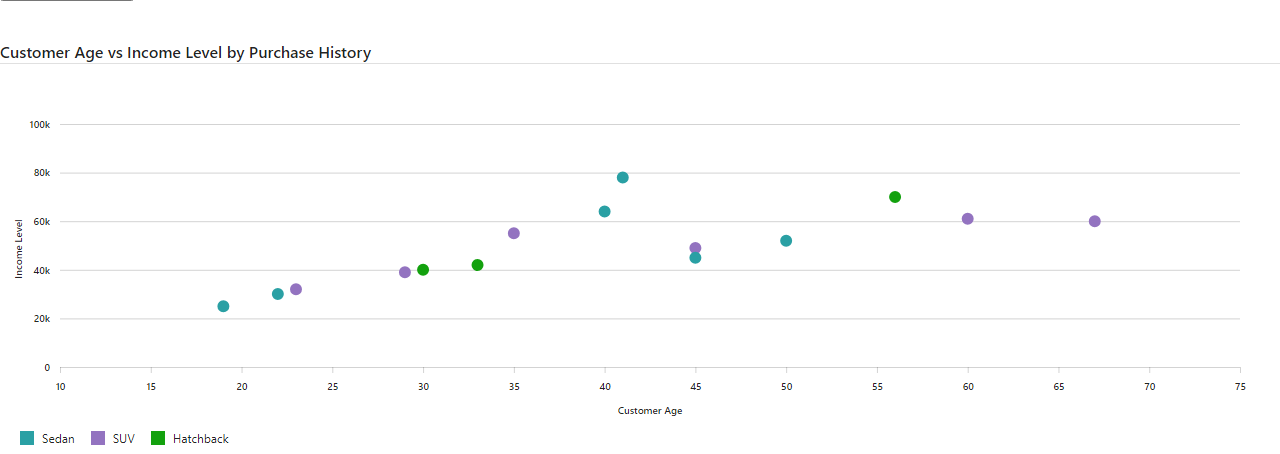 Customer Age vs Income Level by Purchase History
100k
80k
60k
40k
20k
0
Income Level
10 15 20 25 30 35 40 45 50 55 60 65 70 75
Customer Age
Sedan SUV Hatchback